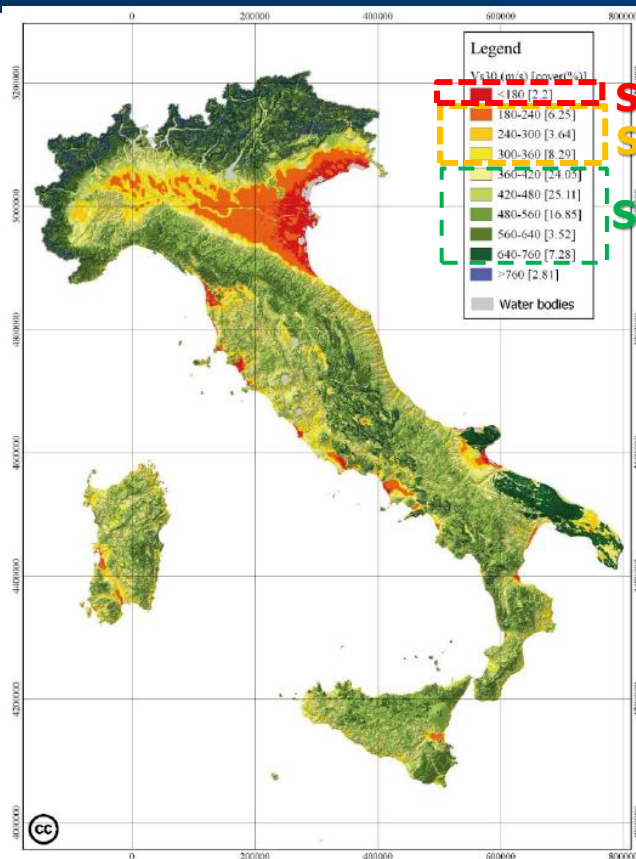 0 200000 400000 600000 800000
Legend
Vs30 (m/s) [cover(%)]
<180 [2.2] S
180-240 [6.25]
240-300 [3.64] S
300-360 [8.29]
360-420 [24.05]
420-480 [25.11] S
480-560 [16.85]
560-640 [3.52]
640-760 [7.28]
>760 [2.81]
Water bodies
5200000
5000000
4800000
4600000
4400000
4200000
4000000
cc
0 200000 400000 600000 800000